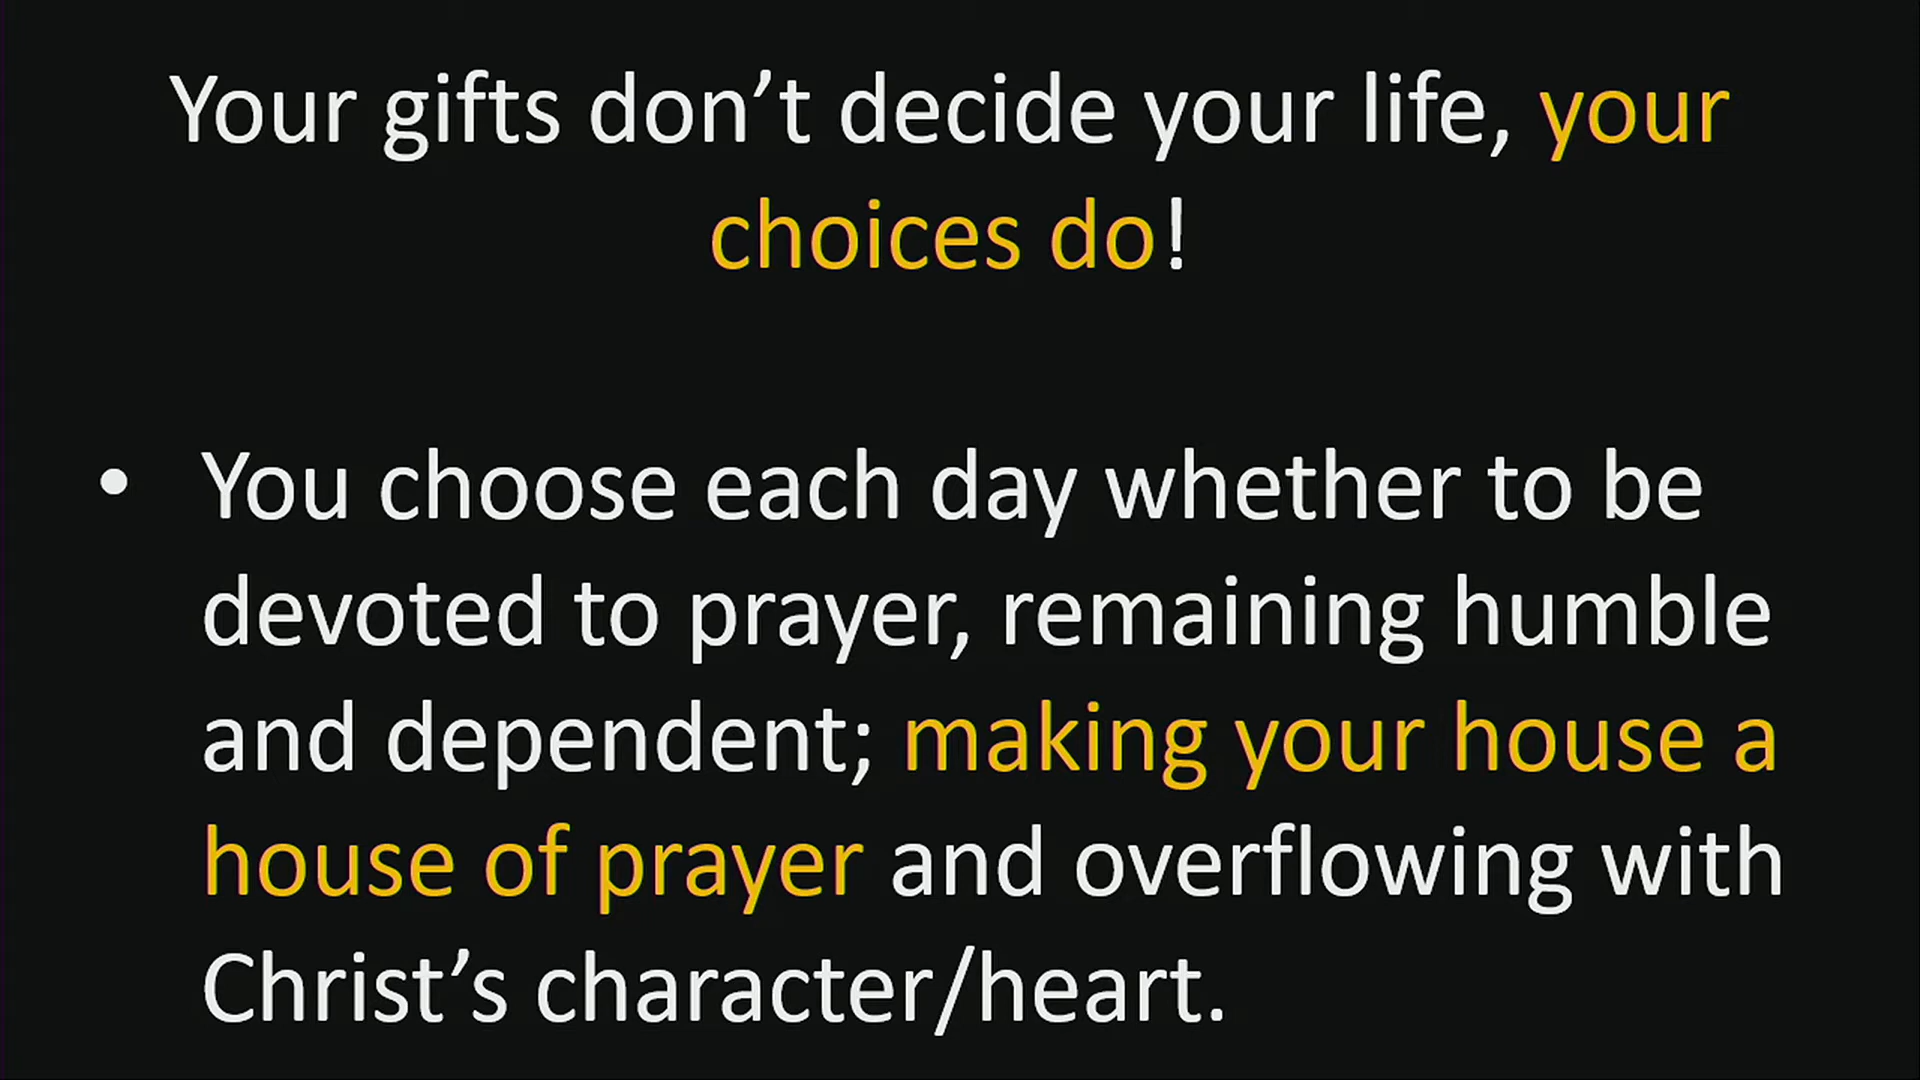 Your gifts don’t decide your life, your
choices do!
• You choose each day whether to be
devoted to prayer, remaining humble
and dependent; making your house a
house of prayer and overflowing with
Christ’s character/heart.